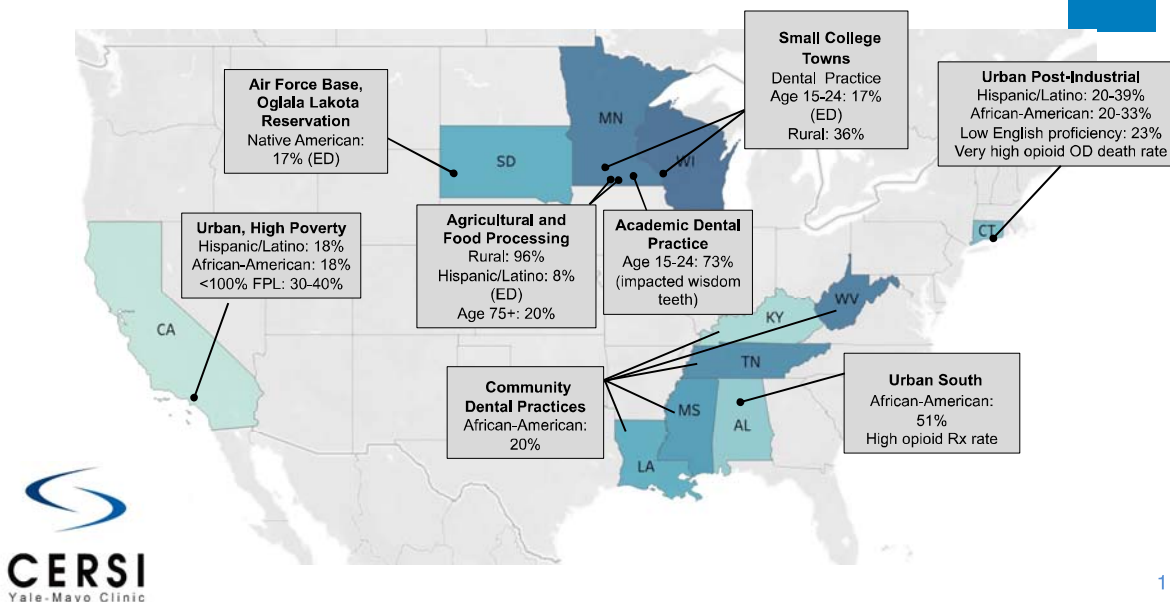 Small College
Towns
Dental Practice
Age 15-24: 17%
(ED)
Rural: 36%
Air Force Base,
Oglala Lakota
Reservation
Native American:
17% (ED)
Urban Post-Industrial
Hispanic/Latino: 20-39%
African-American: 20-33%
Low English proficiency: 23%
Very high opioid OD death rate
MN
SD
WI
Urban, High Poverty
Hispanic/Latino: 18%
African-American: 18%
<100% FPL: 30-40%
Agricultural and
Food Processing
Rural: 96%
Hispanic/Latino: 8%
(ED)
Age 75+: 20%
Academic Dental
Practice
Age 15-24: 73%
(impacted wisdom
teeth)
CT
CA
WV
KY
TN
Community
Dental Practices
African-American:
20%
MS
AL
LA
Urban South
African-American:
51%
High opioid Rx rate
CERSI
Yale-Mayo Clinic
1